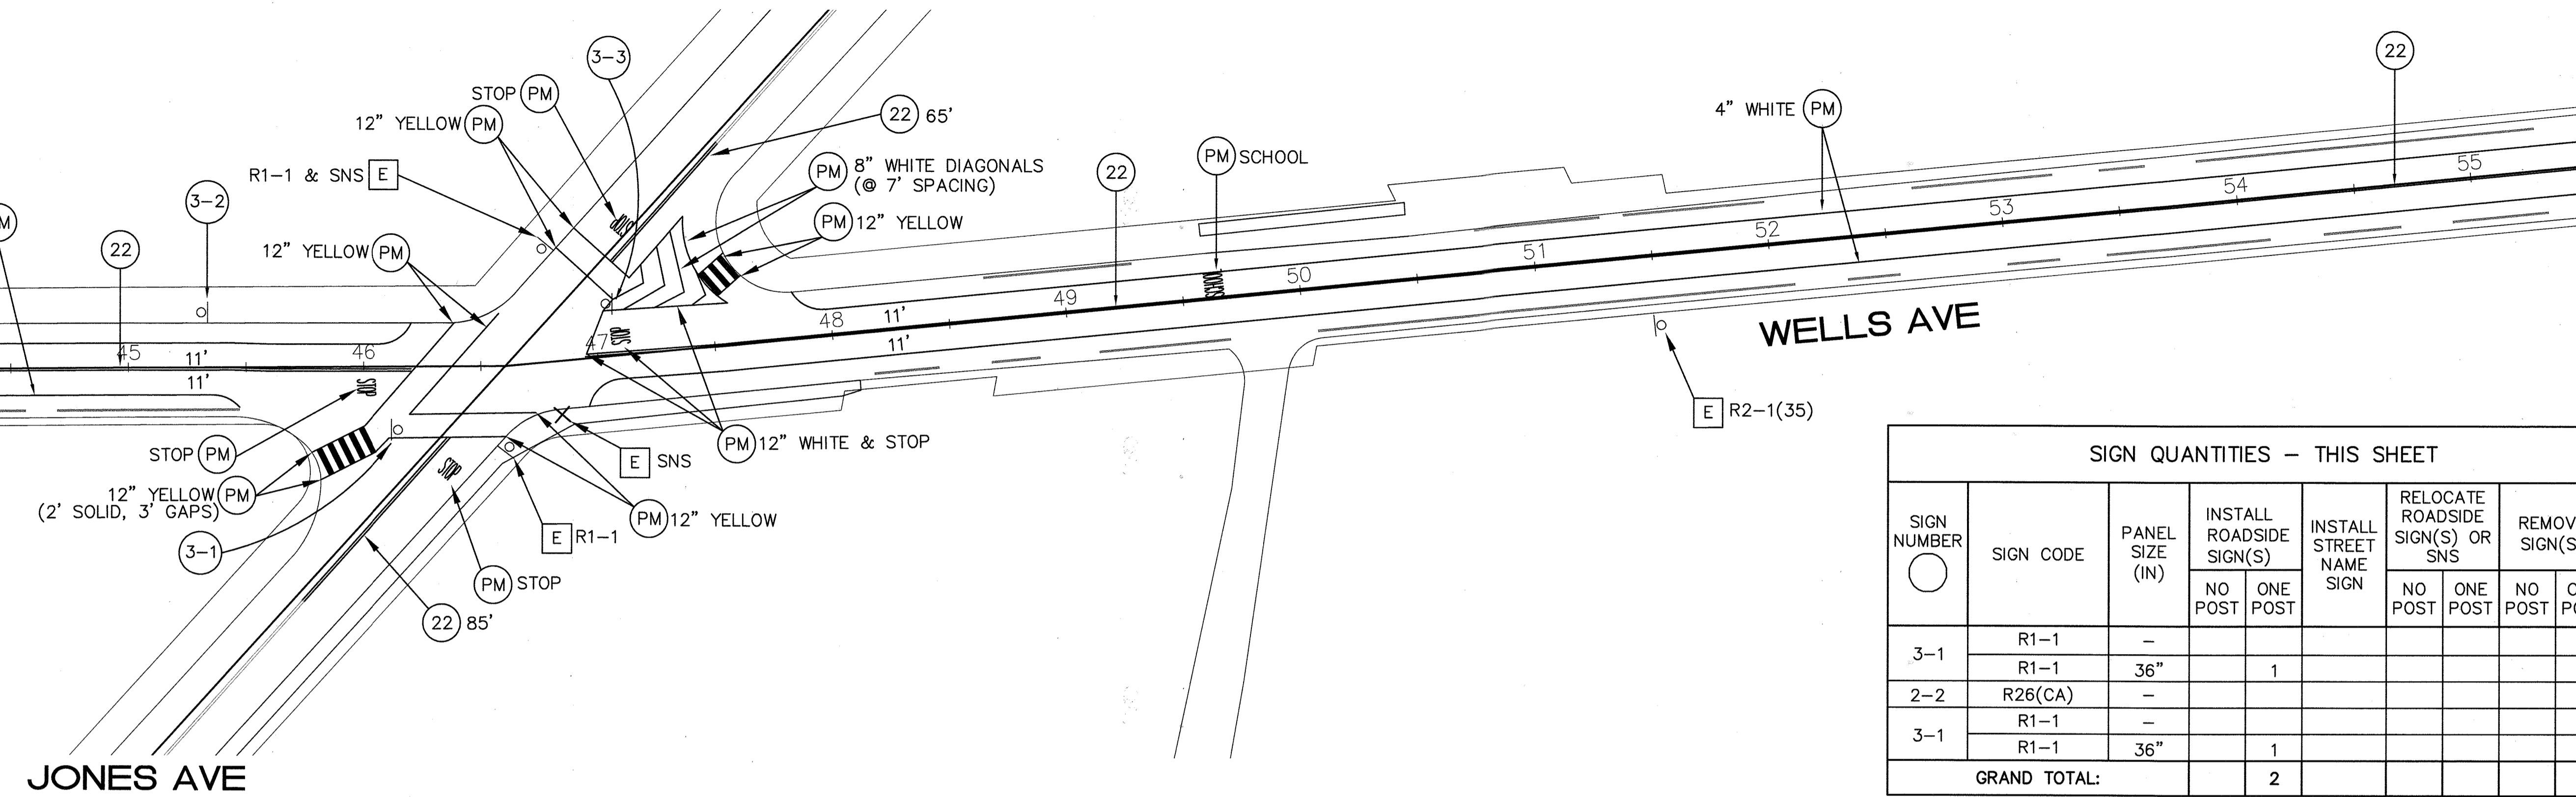 3-3
STOP PM
12" YELLOW PM
22 65'
22
4" WHITE PM
PM SCHOOL
R1-1 & SNS E
PM 8" WHITE DIAGONALS
(@ 7' SPACING)
22
3-2
M
PM 12" YELLOW
22
12" YELLOW PM
STOP
SCHOOL
55
54
53
52
51
50
49
48
47
46
45
11'
11'
11'
11'
STOP
STOP
WELLS AVE
E R2-1(35)
STOP PM
PM 12" WHITE & STOP
E SNS
STOP
12" YELLOW PM
(2' SOLID, 3' GAPS)
PM 12" YELLOW
E R1-1
3-1
PM STOP
22 85'
JONES AVE
SIGN QUANTITIES – THIS SHEET
SIGN
NUMBER
SIGN CODE
PANEL
SIZE
(IN)
INSTALL
ROADSIDE
SIGN(S)
INSTALL
STREET
NAME
SIGN
RELOCATE
ROADSIDE
SIGN(S) OR
SNS
REMOV
SIGN(S
NO
POST
ONE
POST
NO
POST
ONE
POST
NO
POST
3-1
R1-1 –
R1-1 36" 1
2-2 R26(CA) –
3-1
R1-1 –
R1-1 36" 1
GRAND TOTAL: 2